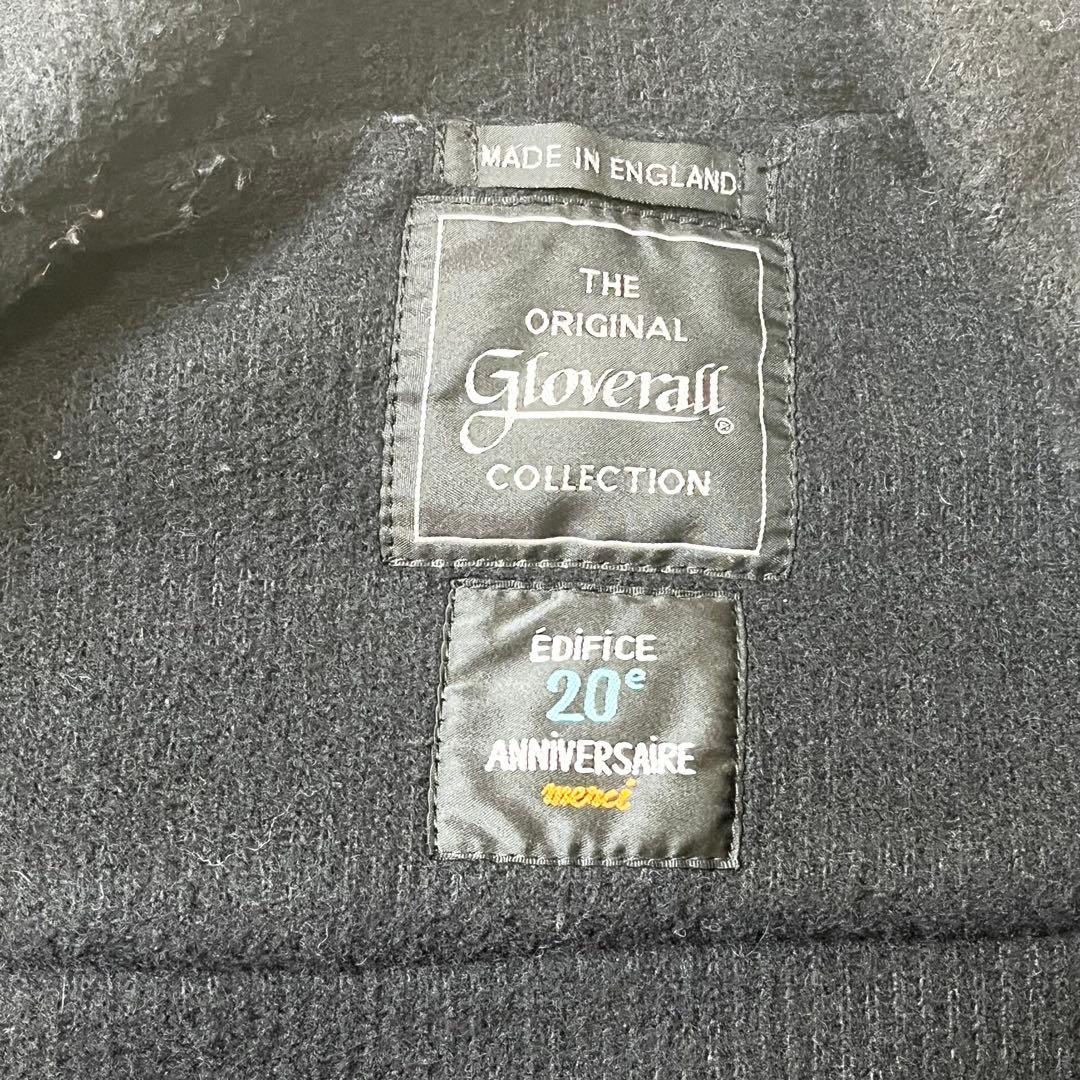 MADE IN ENGLAND
THE
ORIGINAL
Gloverall®
COLLECTION
ÉDiFiCE
20e
ANNiVERSAiRE
merci